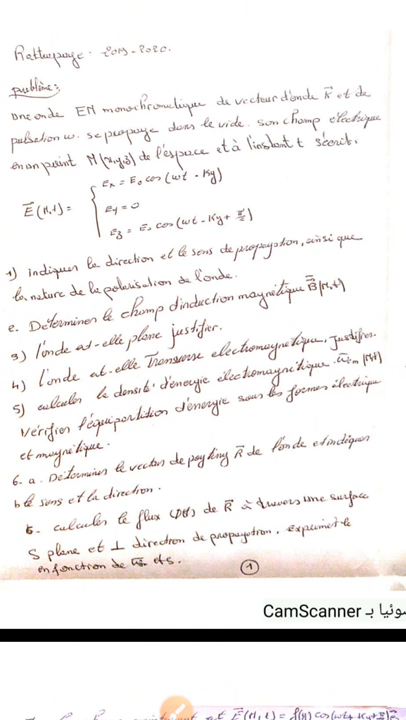 Rattrapage. 2019-2020.
problème:
une onde EM monochromatique de vecteur d'onde K⃗ et de
pulsation w. se propage dans le vide. son champ électrique
en un point M(x,y,z) de l'espace et à l'instant t s'écrit.
Ex = E₀ cos (wt - Ky)
E⃗(M,t) = { Ey = 0
Ez = E₀ cos (wt - Ky + π/2)
1) indiquer la direction et le sens de propagation, ainsi que
la nature de la polarisation de l'onde.
2. Déterminer le champ d'induction magnétique B⃗(M,t)
3) l'onde est-elle plane justifier.
4) l'onde est-elle Transverse electromagnétique, justifier.
5) calculer la densité d'énergie électromagnétique
vérifier l'équipartition d'énergie sous les formes électrique
et magnétique.
6. a. Déterminer le vecteur de poyting R⃗ de l'onde et indiquer
le sens et la direction.
b. calculer le flux de R⃗ à travers une surface
S plane et ⊥ direction de propagation. exprimer le
en fonction de et S.
1
CamScanner بـ
E⃗(M,t) =